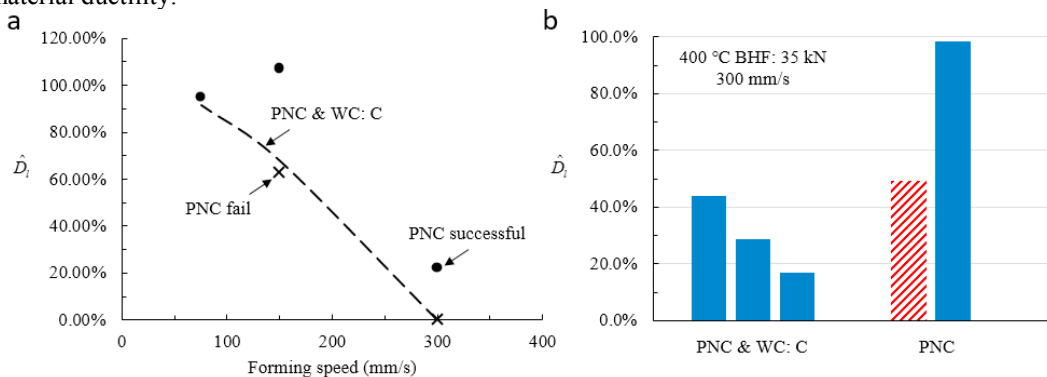 material ductility.
a
120.00%
100.00%
80.00%
60.00%
40.00%
20.00%
0.00%
D̂l
PNC & WC: C
PNC fail
PNC successful
0
100
200
300
400
Forming speed (mm/s)
b
100.0%
80.0%
60.0%
40.0%
20.0%
0.0%
D̂l
400 °C BHF: 35 kN
300 mm/s
PNC & WC: C
PNC